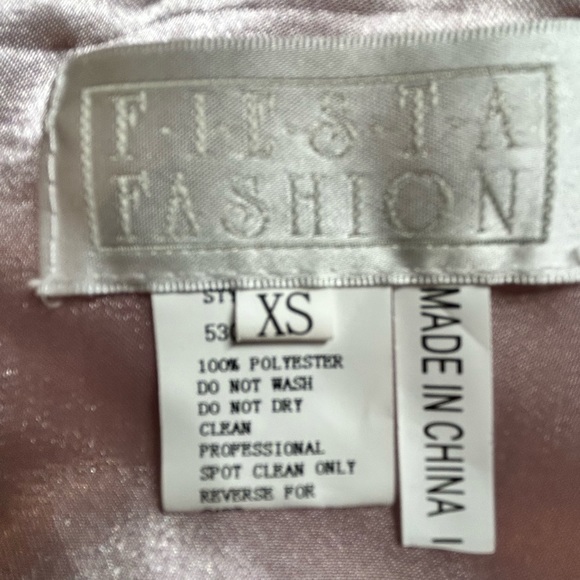 F·I·E·S·T·A
FASHION
XS
100% POLYESTER
DO NOT WASH
DO NOT DRY
CLEAN
PROFESSIONAL
SPOT CLEAN ONLY
REVERSE FOR
MADE IN CHINA